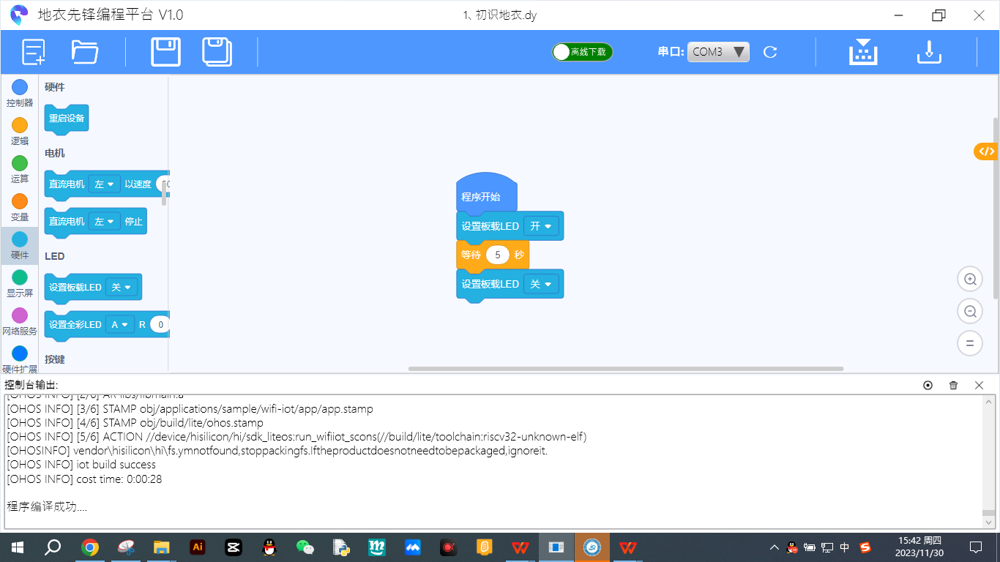 地衣先锋编程平台 V1.0
1、初识地衣.dy
离线下载
串口:
COM3
控制器
逻辑
运算
变量
硬件
显示屏
网络服务
硬件扩展
硬件
重启设备
电机
直流电机 左 以速度
直流电机 左 停止
LED
设置板载LED 关
设置全彩LED A R 0
按键
程序开始
设置板载LED 开
等待 5 秒
设置板载LED 关
</>
控制台输出:
[OHOS INFO] [2/6] AR libs/libmain.a
[OHOS INFO] [3/6] STAMP obj/applications/sample/wifi-iot/app/app.stamp
[OHOS INFO] [4/6] STAMP obj/build/lite/ohos.stamp
[OHOS INFO] [5/6] ACTION //device/hisilicon/hi/sdk_liteos:run_wifiiot_scons(//build/lite/toolchain:riscv32-unknown-elf)
[OHOSINFO] vendor\hisilicon\hi\fs.ymnotfound,stoppackingfs.Iftheproductdoesnotneedtobepackaged,ignoreit.
[OHOS INFO] iot build success
[OHOS INFO] cost time: 0:00:28
程序编译成功....
Ai
中
15:42 周四
2023/11/30